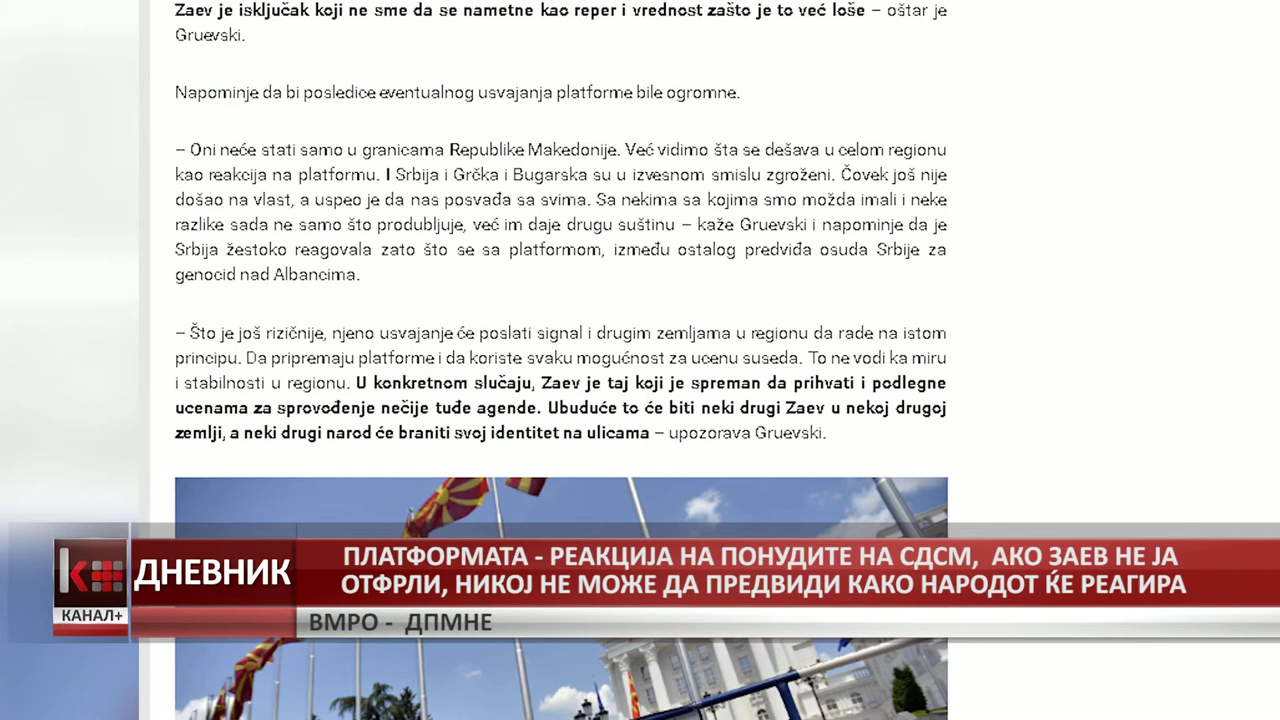 Zaev je isključak koji ne sme da se nametne kao reper i vrednost zašto je to već loše – oštar je
Gruevski.
Napominje da bi posledice eventualnog usvajanja platforme bile ogromne.
– Oni neće stati samo u granicama Republike Makedonije. Već vidimo šta se dešava u celom regionu
kao reakcija na platformu. I Srbija i Grčka i Bugarska su u izvesnom smislu zgroženi. Čovek još nije
došao na vlast, a uspeo je da nas posvađa sa svima. Sa nekima sa kojima smo možda imali i neke
razlike sada ne samo što produbljuje, već im daje drugu suštinu – kaže Gruevski i napominje da je
Srbija žestoko reagovala zato što se sa platformom, između ostalog predviđa osuda Srbije za
genocid nad Albancima.
– Što je još rizičnije, njeno usvajanje će poslati signal i drugim zemljama u regionu da rade na istom
principu. Da pripremaju platforme i da koriste svaku mogućnost za ucenu suseda. To ne vodi ka miru
i stabilnosti u regionu. U konkretnom slučaju, Zaev je taj koji je spreman da prihvati i podlegne
ucenama za sprovođenje nečije tuđe agende. Ubuduće to će biti neki drugi Zaev u nekoj drugoj
zemlji, a neki drugi narod će braniti svoj identitet na ulicama – upozorava Gruevski.
ПЛАТФОРМАТА - РЕАКЦИЈА НА ПОНУДИТЕ НА СДСМ, АКО ЗАЕВ НЕ ЈА
ОТФРЛИ, НИКОЈ НЕ МОЖЕ ДА ПРЕДВИДИ КАКО НАРОДОТ ЌЕ РЕАГИРА
k
ДНЕВНИК
КАНАЛ+
ВМРО - ДПМНЕ